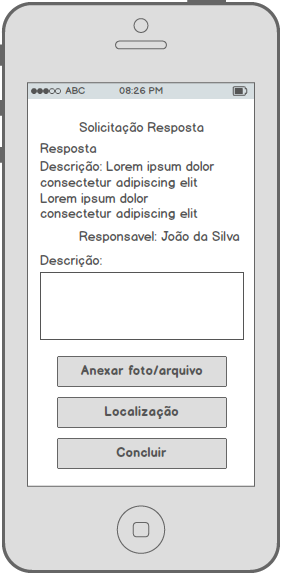 ABC 08:26 PM
Solicitação Resposta
Resposta
Descrição: Lorem ipsum dolor
consectetur adipiscing elit
Lorem ipsum dolor
consectetur adipiscing elit
Responsavel: João da Silva
Descrição:
Anexar foto/arquivo
Localização
Concluir